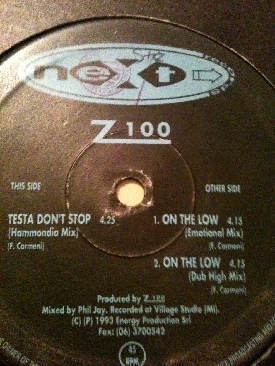 next
records
Z 100
THIS SIDE
OTHER SIDE
TESTA DON'T STOP 4.25
(Hammondia Mix)
(F. Carmeni)
1. ON THE LOW 4.15
(Emotional Mix)
(F. Carmeni)
2. ON THE LOW 4.15
(Dub High Mix)
(F. Carmeni)
Produced by Z 100
Mixed by Phil Jay. Recorded at Village Studio (Mi).
(C) (P) 1993 Energy Production Srl
Fax: (06) 3700542
45
RPM